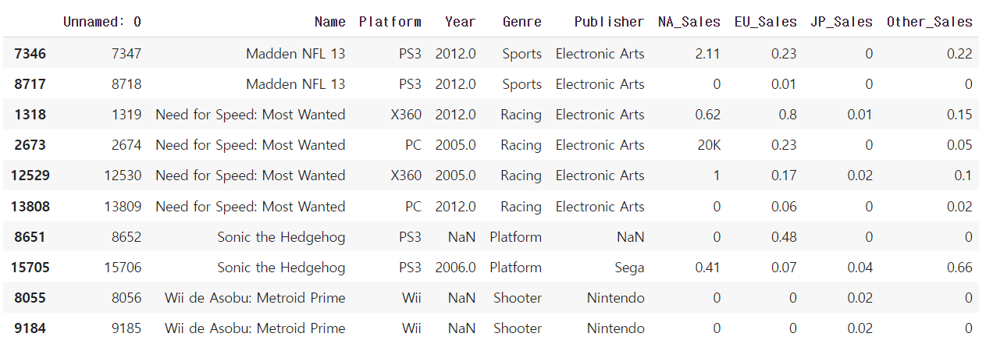 Unnamed: 0 Name Platform Year Genre Publisher NA_Sales EU_Sales JP_Sales Other_Sales
7346 7347 Madden NFL 13 PS3 2012.0 Sports Electronic Arts 2.11 0.23 0 0.22
8717 8718 Madden NFL 13 PS3 2012.0 Sports Electronic Arts 0 0.01 0 0
1318 1319 Need for Speed: Most Wanted X360 2012.0 Racing Electronic Arts 0.62 0.8 0.01 0.15
2673 2674 Need for Speed: Most Wanted PC 2005.0 Racing Electronic Arts 20K 0.23 0 0.05
12529 12530 Need for Speed: Most Wanted X360 2005.0 Racing Electronic Arts 1 0.17 0.02 0.1
13808 13809 Need for Speed: Most Wanted PC 2012.0 Racing Electronic Arts 0 0.06 0 0.02
8651 8652 Sonic the Hedgehog PS3 NaN Platform NaN 0 0.48 0 0
15705 15706 Sonic the Hedgehog PS3 2006.0 Platform Sega 0.41 0.07 0.04 0.66
8055 8056 Wii de Asobu: Metroid Prime Wii NaN Shooter Nintendo 0 0 0.02 0
9184 9185 Wii de Asobu: Metroid Prime Wii NaN Shooter Nintendo 0 0 0.02 0